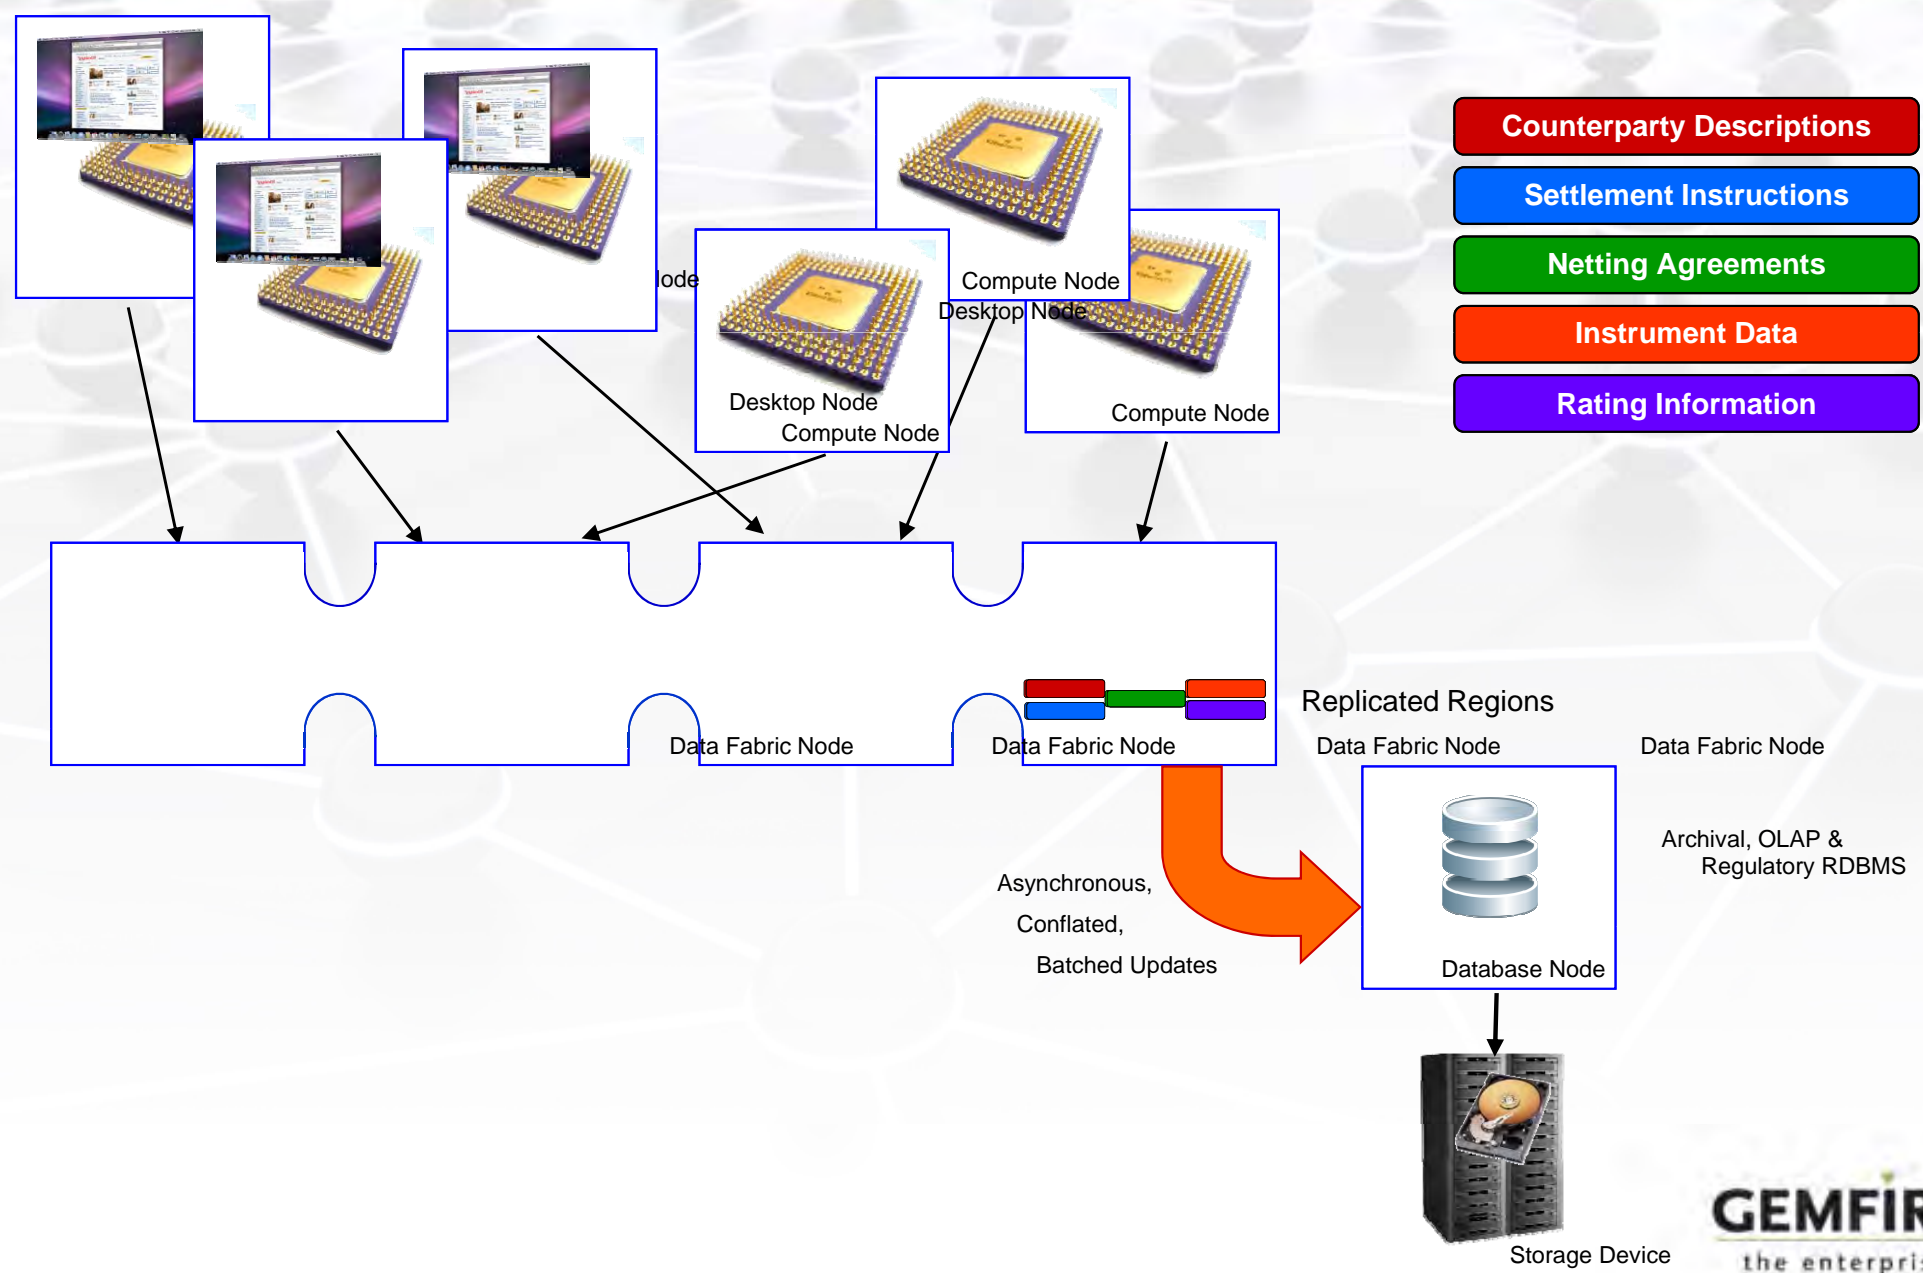 Counterparty Descriptions
Settlement Instructions
Netting Agreements
Instrument Data
Rating Information
Compute Node
Desktop Node
Desktop Node
Compute Node
Compute Node
Replicated Regions
Data Fabric Node
Data Fabric Node
Data Fabric Node
Data Fabric Node
Archival, OLAP &
Regulatory RDBMS
Asynchronous,
Conflated,
Batched Updates
Database Node
Storage Device
GEMFIR
the enterpris